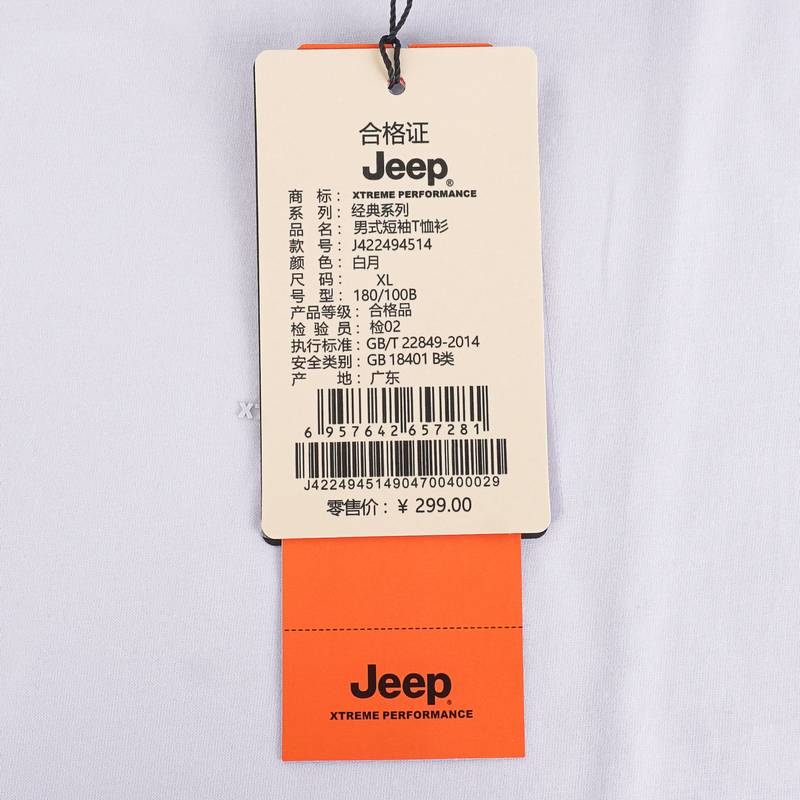 合格证
Jeep®
商 标： XTREME PERFORMANCE
系 列： 经典系列
品 名： 男式短袖T恤衫
款 号： J422494514
颜 色： 白月
尺 码： XL
号 型： 180/100B
产品等级： 合格品
检 验 员： 检02
执行标准： GB/T 22849-2014
安全类别： GB 18401 B类
产 地： 广东
6 957642 657281
J422494514904700400029
零售价：¥ 299.00
Jeep®
XTREME PERFORMANCE